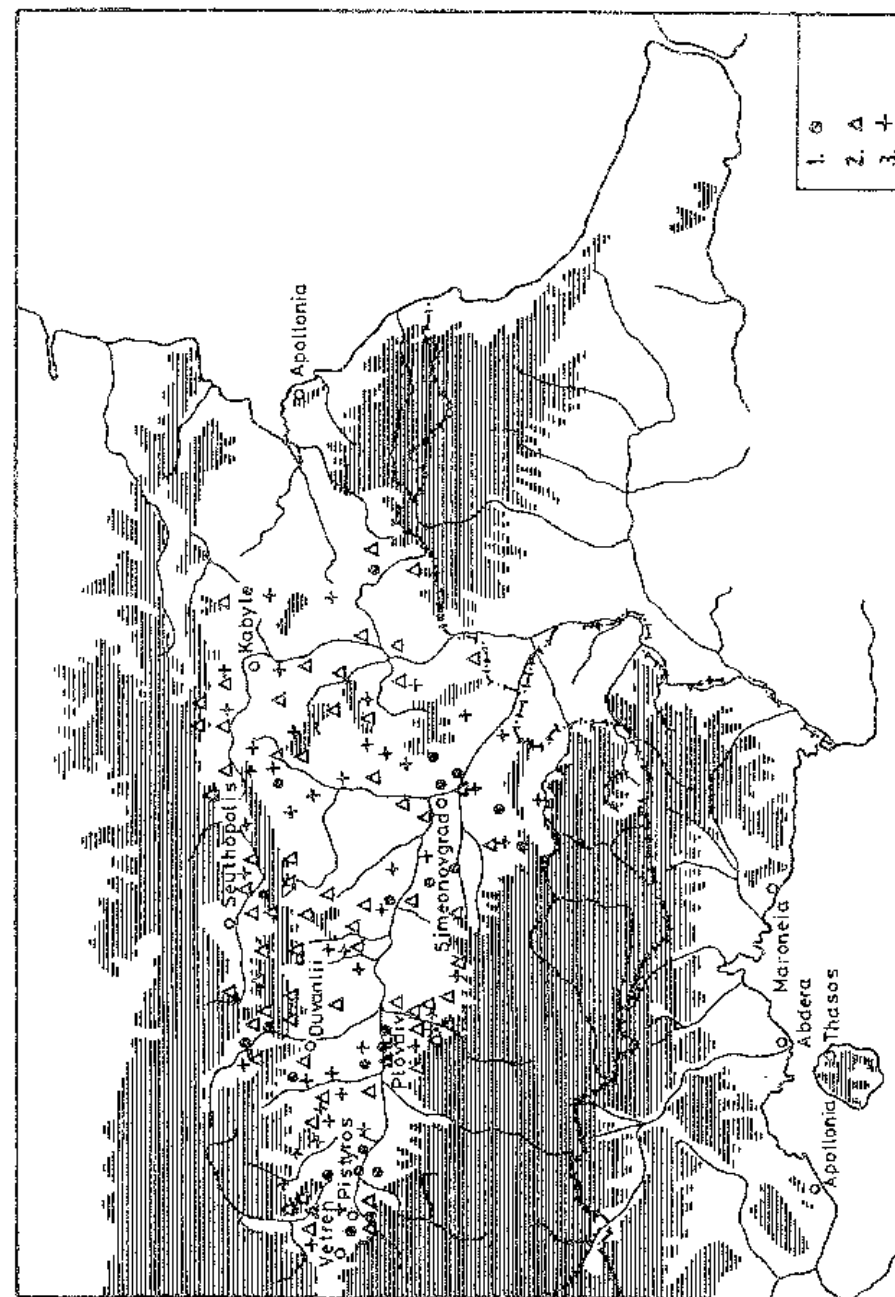 Apollonia
Kabyle
Seuthopolis
Duvanlii
Simeonovgrad
Plovdiv
Vetren
Pistyros
Maroneia
Abdera
Thasos
Apollonia
1.
2.
3.